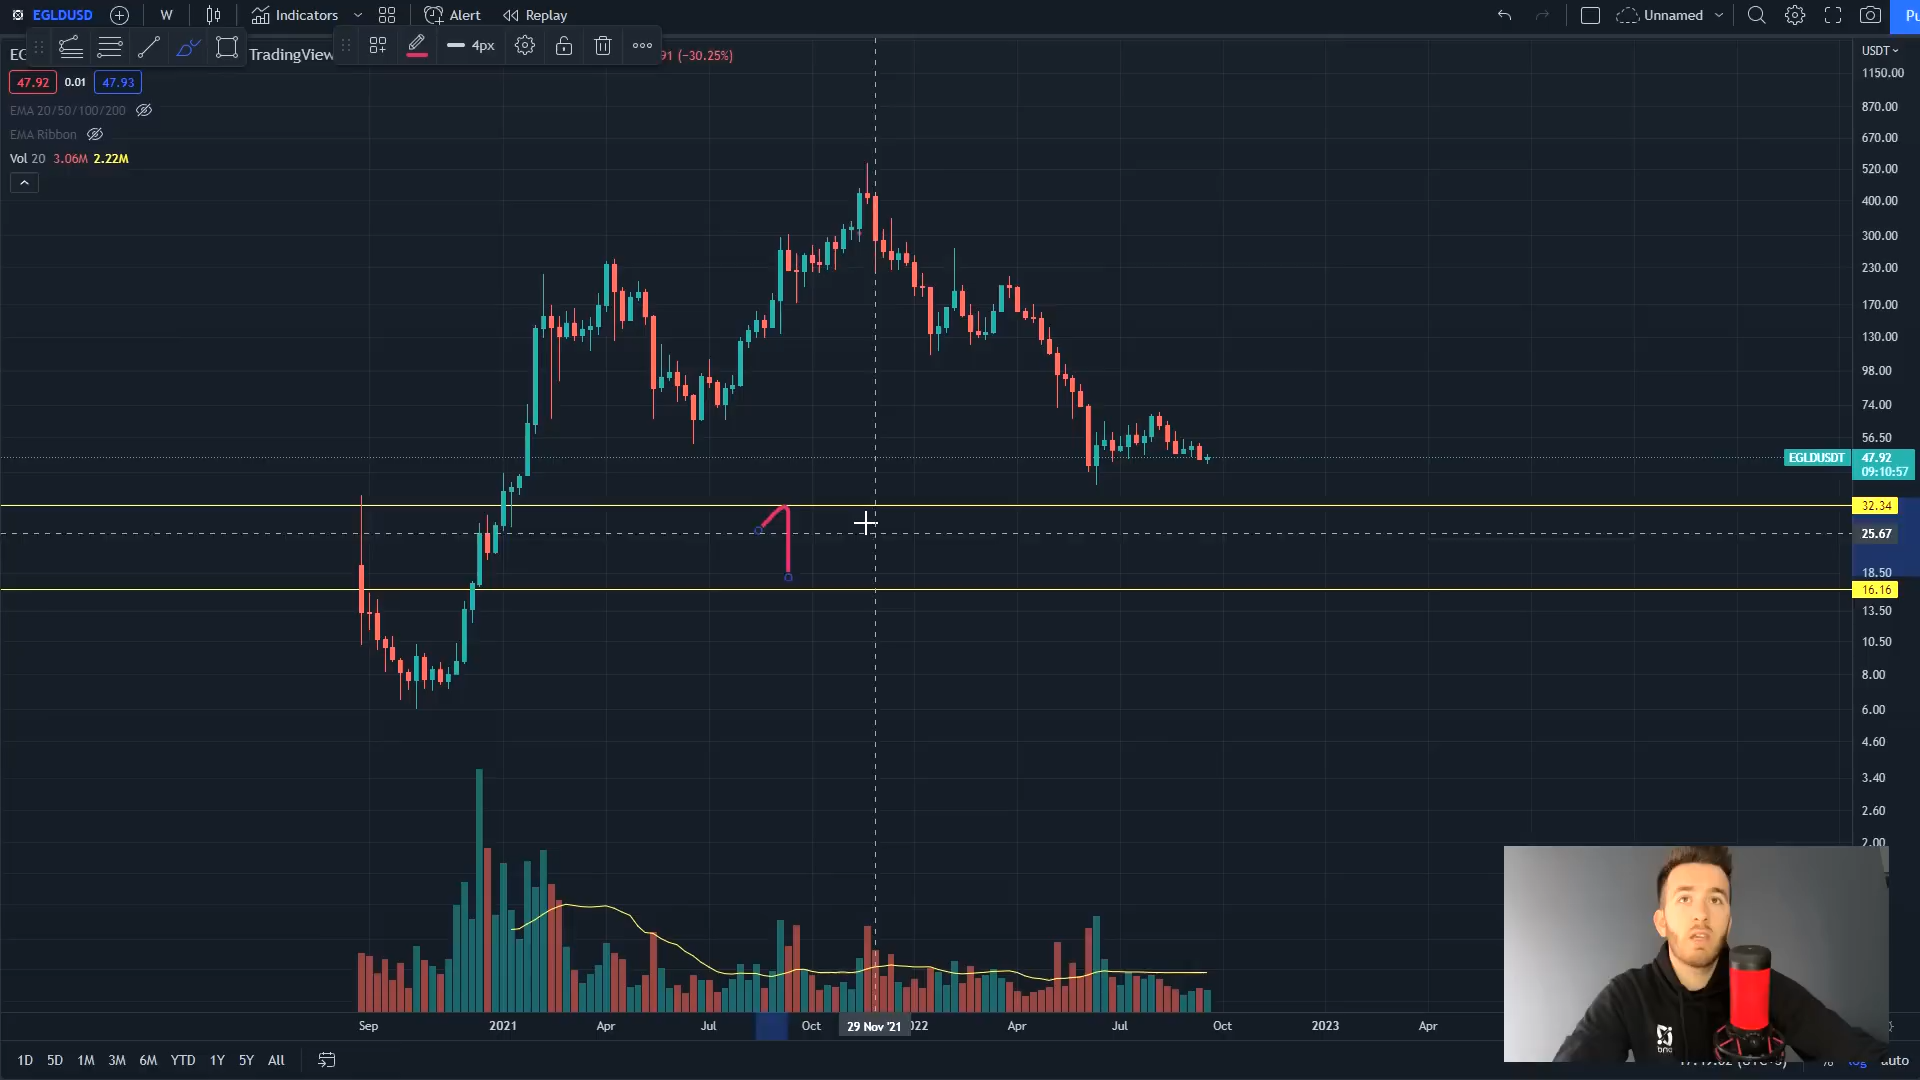 EGLDUSD W Indicators Alert Replay Unnamed Pu
TradingView 4px 91 (−30.25%)
47.92 0.01 47.93
EMA 20/50/100/200
EMA Ribbon
Vol 20 3.06M 2.22M
USDT
1150.00
870.00
670.00
520.00
400.00
300.00
230.00
170.00
130.00
98.00
74.00
56.50
EGLDUSDT 47.92
09:10:57
32.34
25.67
18.50
16.16
13.50
10.50
8.00
6.00
4.60
3.40
2.60
2.00
Sep 2021 Apr Jul Oct 29 Nov '21 022 Apr Jul Oct 2023 Apr
1D 5D 1M 3M 6M YTD 1Y 5Y All % log auto